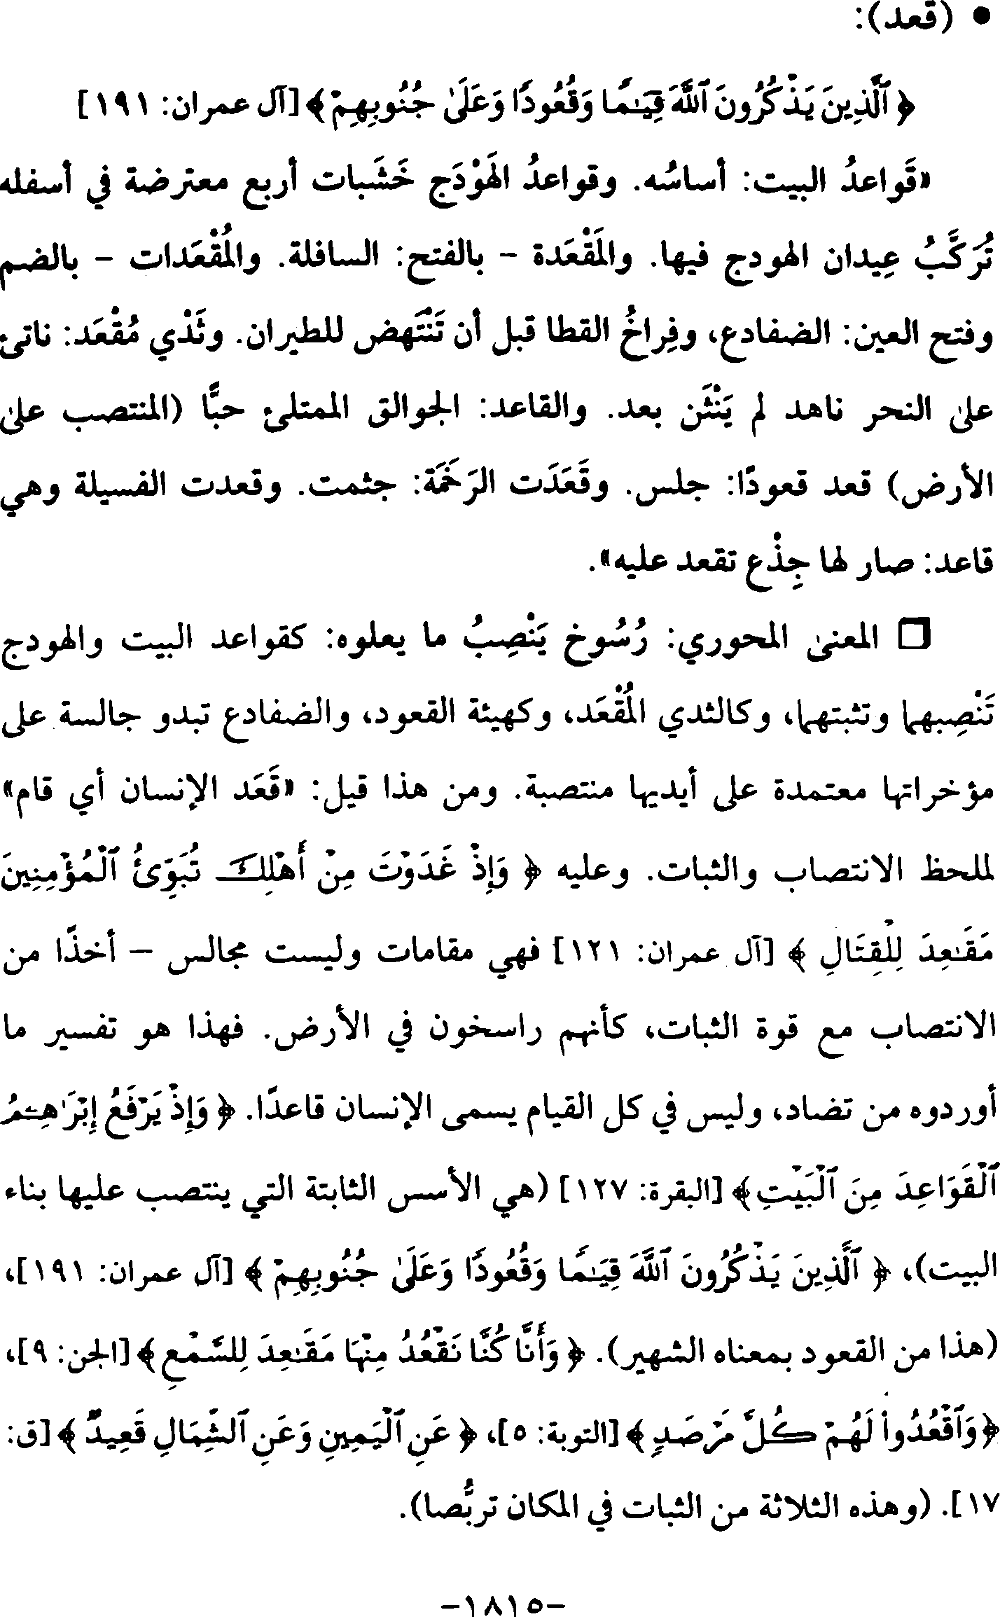 • (قعد):
﴿ ٱلَّذِينَ يَذْكُرُونَ ٱللَّهَ قِيَـٰمًا وَقُعُودًا وَعَلَىٰ جُنُوبِهِمْ ﴾ [آل عمران: ١٩١]
«قَواعدُ البيت: أساسُه. وقواعدُ الهَوْدَج خَشَبات أربع معترضة في أسفله
تُرَكَّبُ عِيدان الهودج فيها. والمَقْعَدة - بالفتح: السافلة. والمُقْعَدات - بالضم
وفتح العين: الضفادع، وفِراخُ القطا قبل أن تَنْتَهض للطيران. وثَدْي مُقْعَد: ناتئ
علىٰ النحر ناهد لم يَنْثَنِ بعد. والقاعد: الجوالق الممتلئ حبًّا (المنتصب علىٰ
الأرض) قعد قعودًا: جلس. وقَعَدَت الرَخَمَة: جثمت. وقعدت الفسيلة وهي
قاعد: صار لها جِذْع تقعد عليه».
□ المعنىٰ المحوري: رُسُوخ يَنْصِبُ ما يعلوه: كقواعد البيت والهودج
تَنْصِبهما وتثبتهما، وكالثدي المُقْعَد، وكهيئة القعود، والضفادع تبدو جالسة على
مؤخراتها معتمدة على أيديها منتصبة. ومن هذا قيل: «قَعَد الإنسان أي قام»
لملحظ الانتصاب والثبات. وعليه ﴿ وَإِذْ غَدَوْتَ مِنْ أَهْلِكَ تُبَوِّئُ ٱلْمُؤْمِنِينَ
مَقَـٰعِدَ لِلْقِتَالِ ﴾ [آل عمران: ١٢١] فهي مقامات وليست مجالس – أخذًا من
الانتصاب مع قوة الثبات، كأنهم راسخون في الأرض. فهذا هو تفسير ما
أوردوه من تضاد، وليس في كل القيام يسمى الإنسان قاعدًا. ﴿ وَإِذْ يَرْفَعُ إِبْرَٰهِـۧمُ
ٱلْقَوَاعِدَ مِنَ ٱلْبَيْتِ ﴾ [البقرة: ١٢٧] (هي الأسس الثابتة التي ينتصب عليها بناء
البيت)، ﴿ ٱلَّذِينَ يَذْكُرُونَ ٱللَّهَ قِيَـٰمًا وَقُعُودًا وَعَلَىٰ جُنُوبِهِمْ ﴾ [آل عمران: ١٩١]،
(هذا من القعود بمعناه الشهير). ﴿ وَأَنَّا كُنَّا نَقْعُدُ مِنْهَا مَقَـٰعِدَ لِلسَّمْعِ ﴾ [الجن: ٩]،
﴿ وَٱقْعُدُوا۟ لَهُمْ كُلَّ مَرْصَدٍ ﴾ [التوبة: ٥]، ﴿ عَنِ ٱلْيَمِينِ وَعَنِ ٱلشِّمَالِ قَعِيدٌ ﴾ [ق:
١٧]. (وهذه الثلاثة من الثبات في المكان تربُّصا).
-١٨١٥-